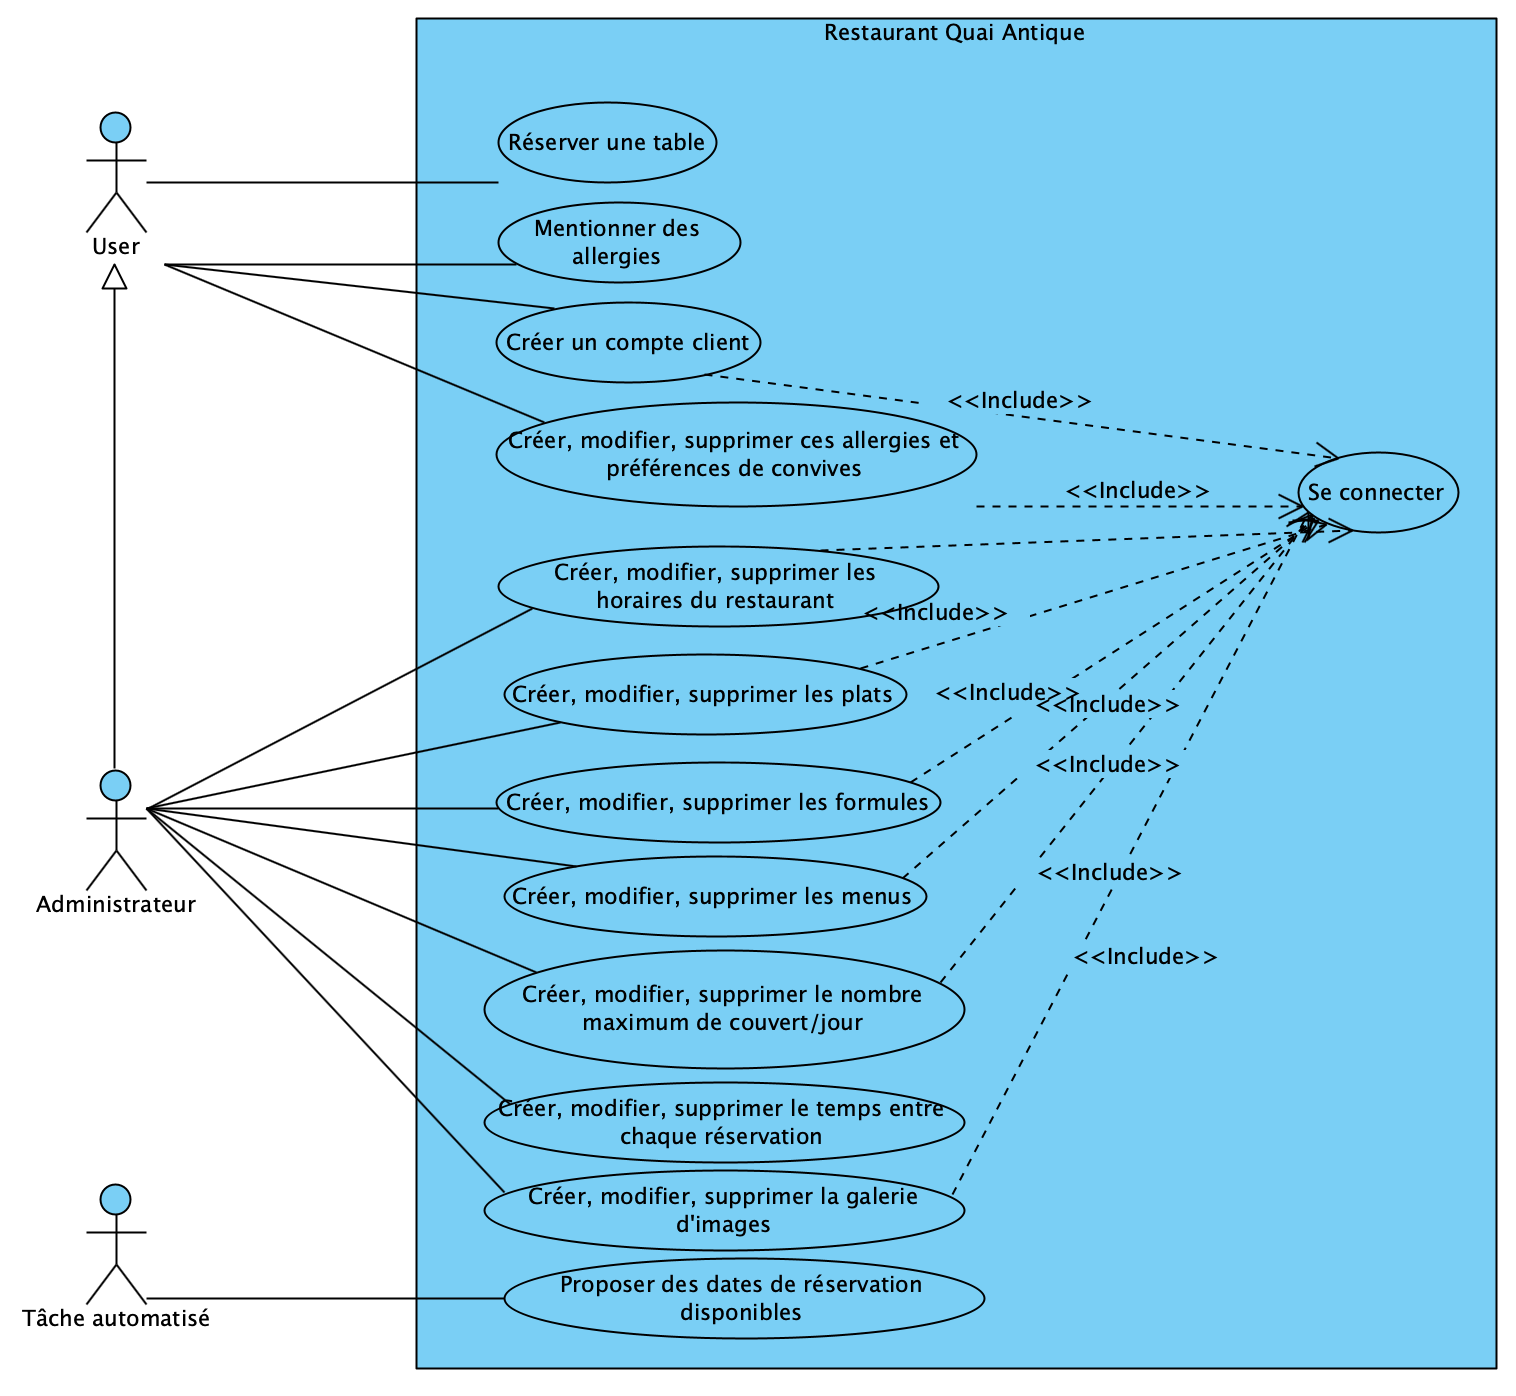 Restaurant Quai Antique
Réserver une table
User
Mentionner des
allergies
Créer un compte client
<<Include>>
Créer, modifier, supprimer ces allergies et
préférences de convives
<<Include>>
Se connecter
Créer, modifier, supprimer les
horaires du restaurant
<<Include>>
Créer, modifier, supprimer les plats
<<Include>>
<<Include>>
<<Include>>
Créer, modifier, supprimer les formules
<<Include>>
Créer, modifier, supprimer les menus
Administrateur
<<Include>>
Créer, modifier, supprimer le nombre
maximum de couvert/jour
Créer, modifier, supprimer le temps entre
chaque réservation
Créer, modifier, supprimer la galerie
d'images
Proposer des dates de réservation
disponibles
Tâche automatisé